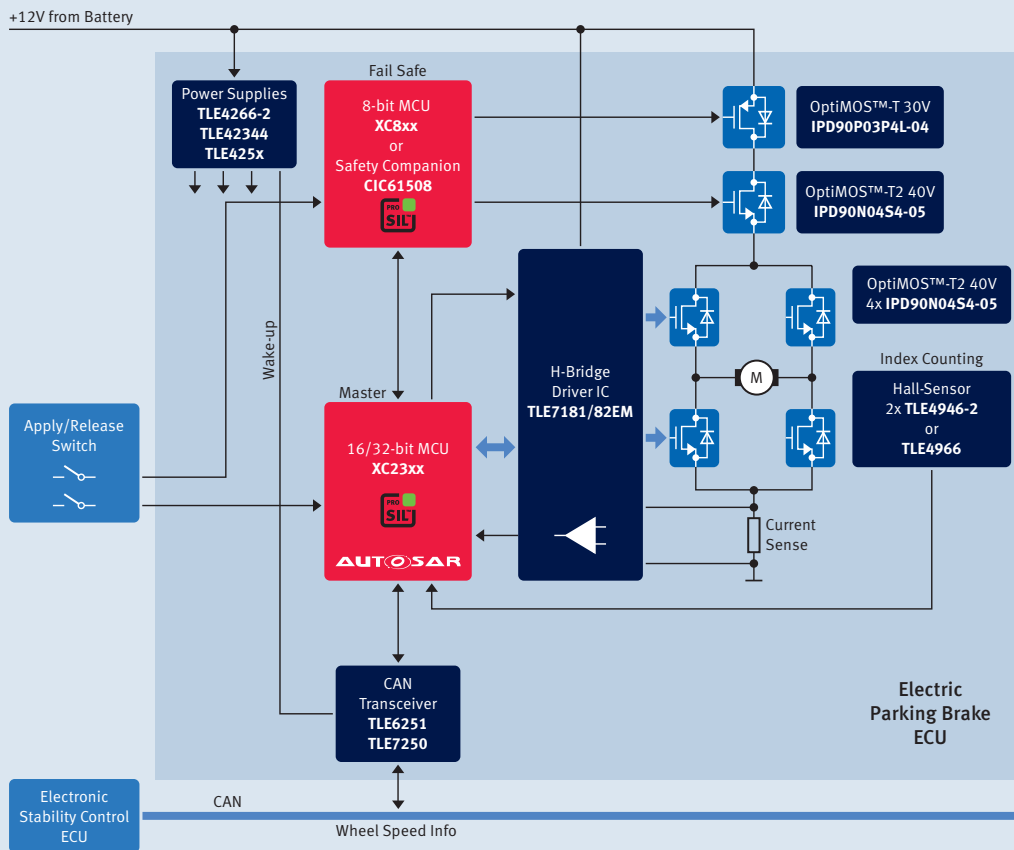 +12V from Battery
Power Supplies
TLE4266-2
TLE42344
TLE425x
Fail Safe
8-bit MCU
XC8xx
or
Safety Companion
CIC61508
PRO
SIL™
OptiMOS™-T 30V
IPD90P03P4L-04
OptiMOS™-T2 40V
IPD90N04S4-05
OptiMOS™-T2 40V
4x IPD90N04S4-05
Wake-up
H-Bridge
Driver IC
TLE7181/82EM
M
Index Counting
Hall-Sensor
2x TLE4946-2
or
TLE4966
Apply/Release
Switch
Master
16/32-bit MCU
XC23xx
PRO
SIL™
AUTOSAR
Current
Sense
CAN
Transceiver
TLE6251
TLE7250
Electric
Parking Brake
ECU
Electronic
Stability Control
ECU
CAN
Wheel Speed Info